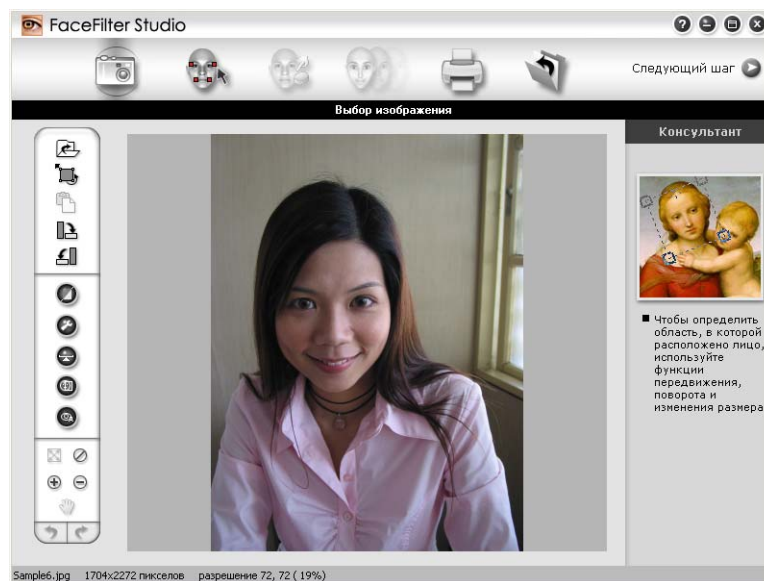 FaceFilter Studio
Следующий шаг
Выбор изображения
Консультант
Чтобы определить
область, в которой
расположено лицо,
используйте
функции
передвижения,
поворота и
изменения размера
Sample6.jpg 1704x2272 пикселов разрешение 72, 72 ( 19%)